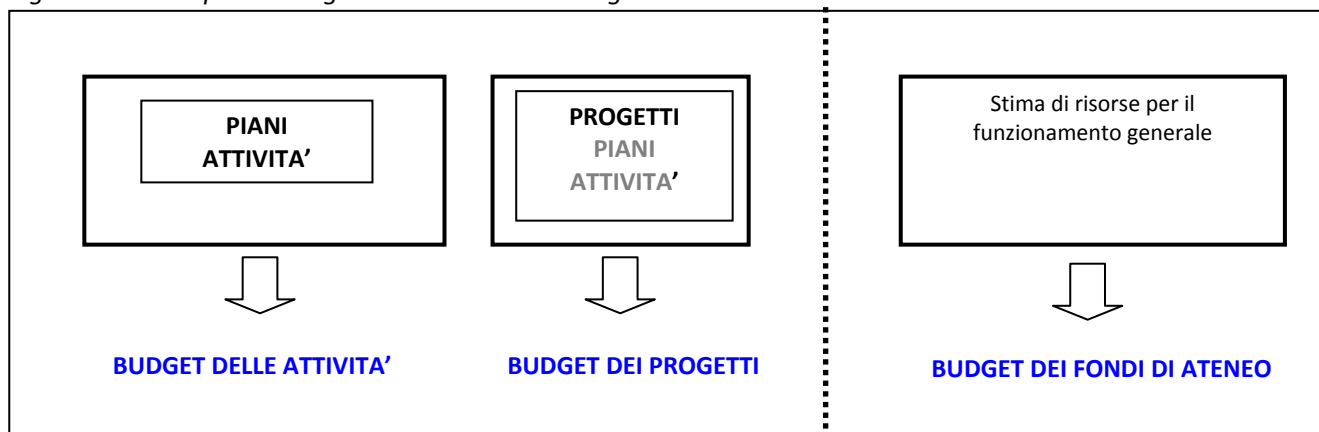 PIANI
ATTIVITA’
PROGETTI
PIANI
ATTIVITA’
Stima di risorse per il
funzionamento generale
BUDGET DELLE ATTIVITA’
BUDGET DEI PROGETTI
BUDGET DEI FONDI DI ATENEO